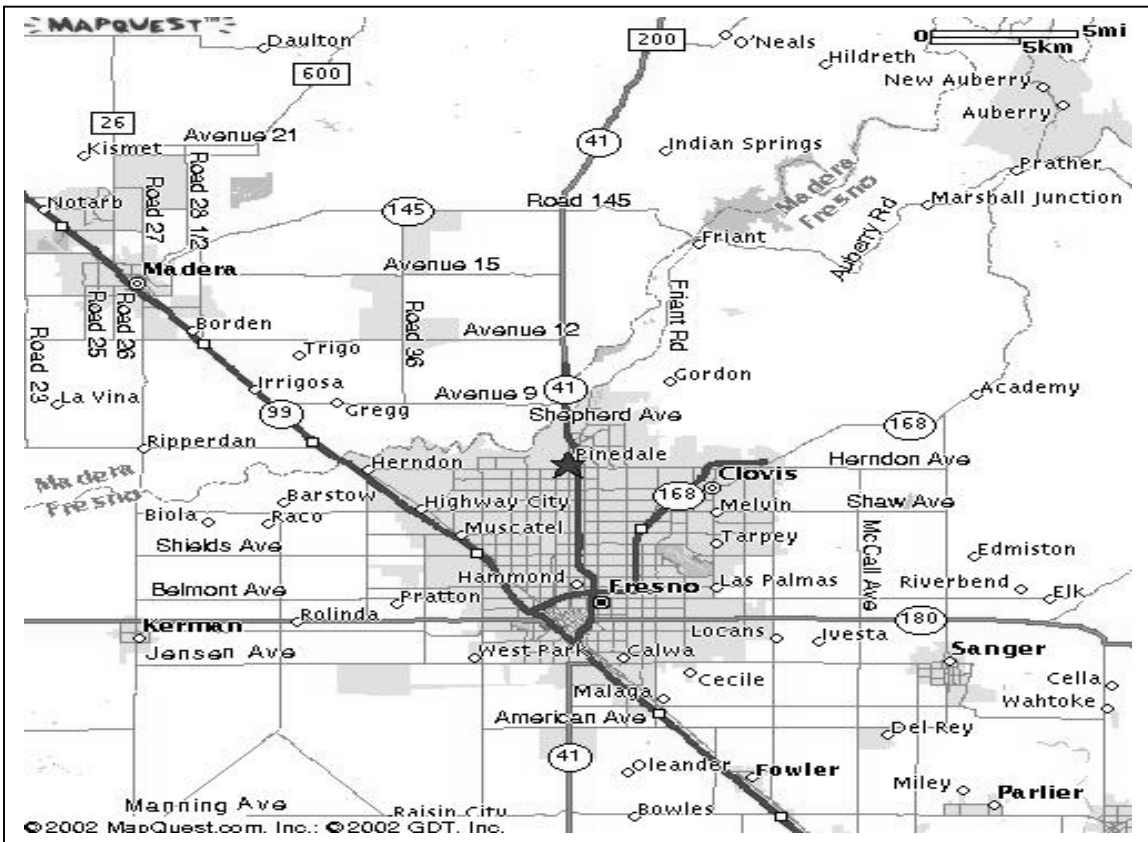 MAPQUEST™
Daulton
200
O'Neals
0 5mi
5km
Hildreth
New Auberry
Auberry
600
26
Avenue 21
Kismet
41
Indian Springs
Prather
Madera
Fresno
Marshall Junction
Notarb
Road 27
Road 28 1/2
145
Road 145
Friant
Auberry Rd
Madera
Avenue 15
Friant Rd
Road 23
Road 25
Road 26
Borden
Avenue 12
Trigo
Road 36
Irrigosa
Avenue 9
41
Gordon
Academy
La Vina
99
Gregg
Shepherd Ave
168
Ripperdan
Pinedale
Herndon Ave
Madera
Fresno
Herndon
Clovis
Barstow
Highway City
168
Melvin
Shaw Ave
Biola
Raco
Muscatel
Tarpey
McCall Ave
Shields Ave
Edmiston
Belmont Ave
Hammond
Las Palmas
Riverbend
Elk
Pratton
Fresno
Rolinda
180
Kerman
Locans
Ivesta
Jensen Ave
West Park
Calwa
Sanger
Cecile
Cella
Malaga
Wahtoke
American Ave
Del Rey
41
Oleander
Fowler
Miley
Parlier
Manning Ave
Raisin City
Bowles
©2002 MapQuest.com, Inc.; ©2002 GDT, Inc.